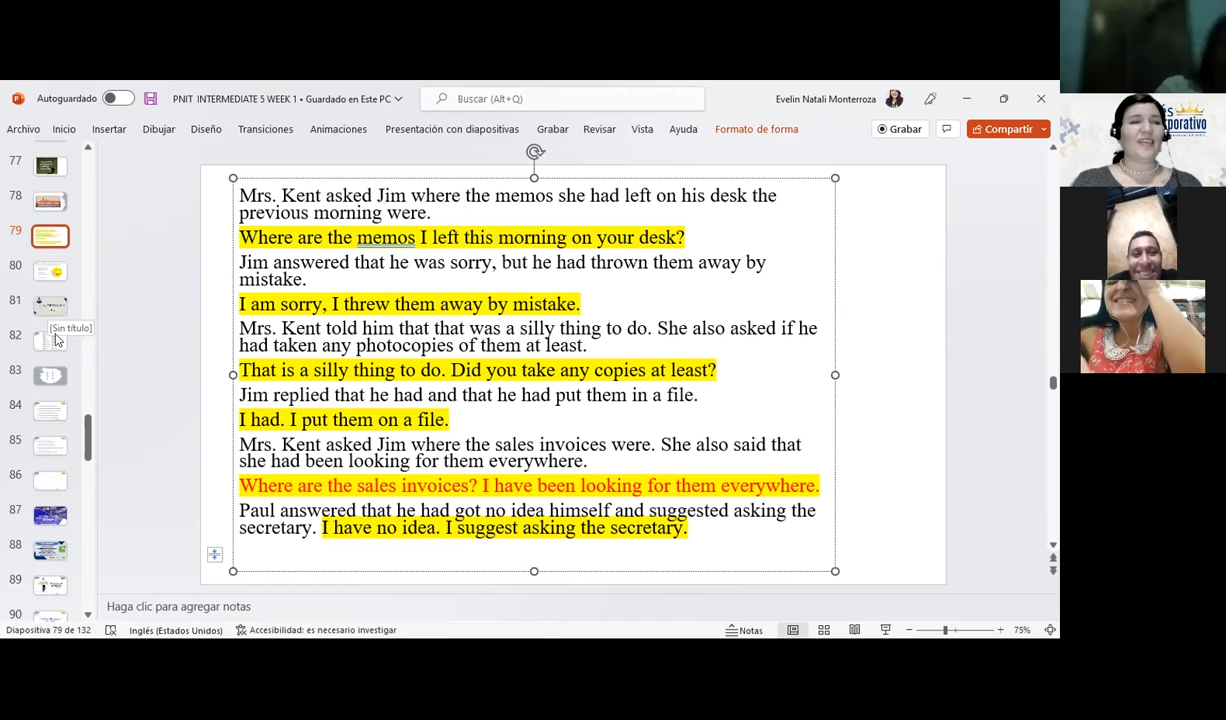 Autoguardado
PNIT INTERMEDIATE 5 WEEK 1 • Guardado en Este PC
Buscar (Alt+Q)
Evelin Natali Monterroza
Archivo Inicio Insertar Dibujar Diseño Transiciones Animaciones Presentación con diapositivas Grabar Revisar Vista Ayuda Formato de forma
Grabar
Compartir
77
78
79
80
81
82
83
84
85
86
87
88
89
90
[Sin título]
Mrs. Kent asked Jim where the memos she had left on his desk the
previous morning were.
Where are the memos I left this morning on your desk?
Jim answered that he was sorry, but he had thrown them away by
mistake.
I am sorry, I threw them away by mistake.
Mrs. Kent told him that that was a silly thing to do. She also asked if he
had taken any photocopies of them at least.
That is a silly thing to do. Did you take any copies at least?
Jim replied that he had and that he had put them in a file.
I had. I put them on a file.
Mrs. Kent asked Jim where the sales invoices were. She also said that
she had been looking for them everywhere.
Where are the sales invoices? I have been looking for them everywhere.
Paul answered that he had got no idea himself and suggested asking the
secretary. I have no idea. I suggest asking the secretary.
Haga clic para agregar notas
Diapositiva 79 de 132
Inglés (Estados Unidos)
Accesibilidad: es necesario investigar
Notas
75%